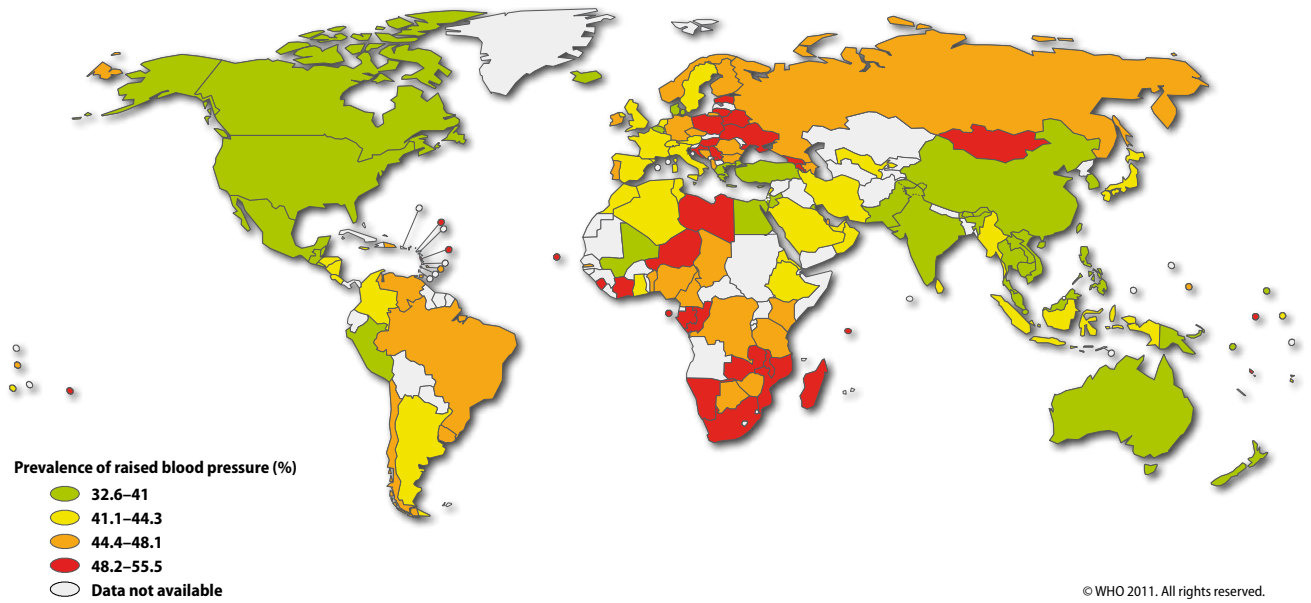 Prevalence of raised blood pressure (%)
32.6–41
41.1–44.3
44.4–48.1
48.2–55.5
Data not available
© WHO 2011. All rights reserved.